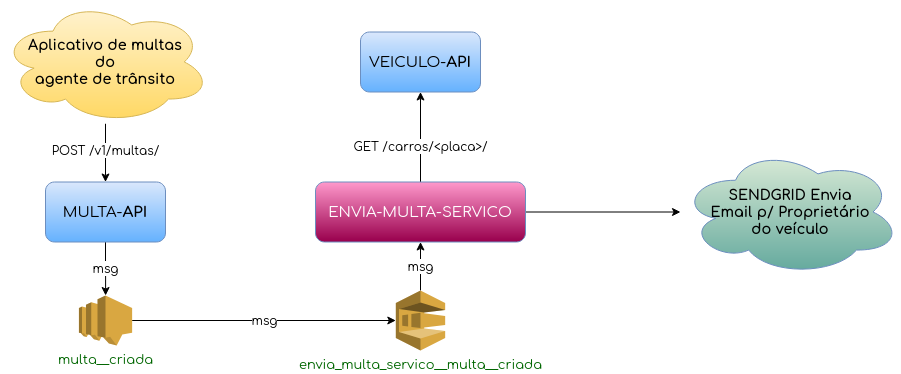 Aplicativo de multas
do
agente de trânsito
POST /v1/multas/
MULTA-API
msg
multa__criada
msg
VEICULO-API
GET /carros/<placa>/
ENVIA-MULTA-SERVICO
msg
envia_multa_servico__multa__criada
SENDGRID Envia
Email p/ Proprietário
do veículo